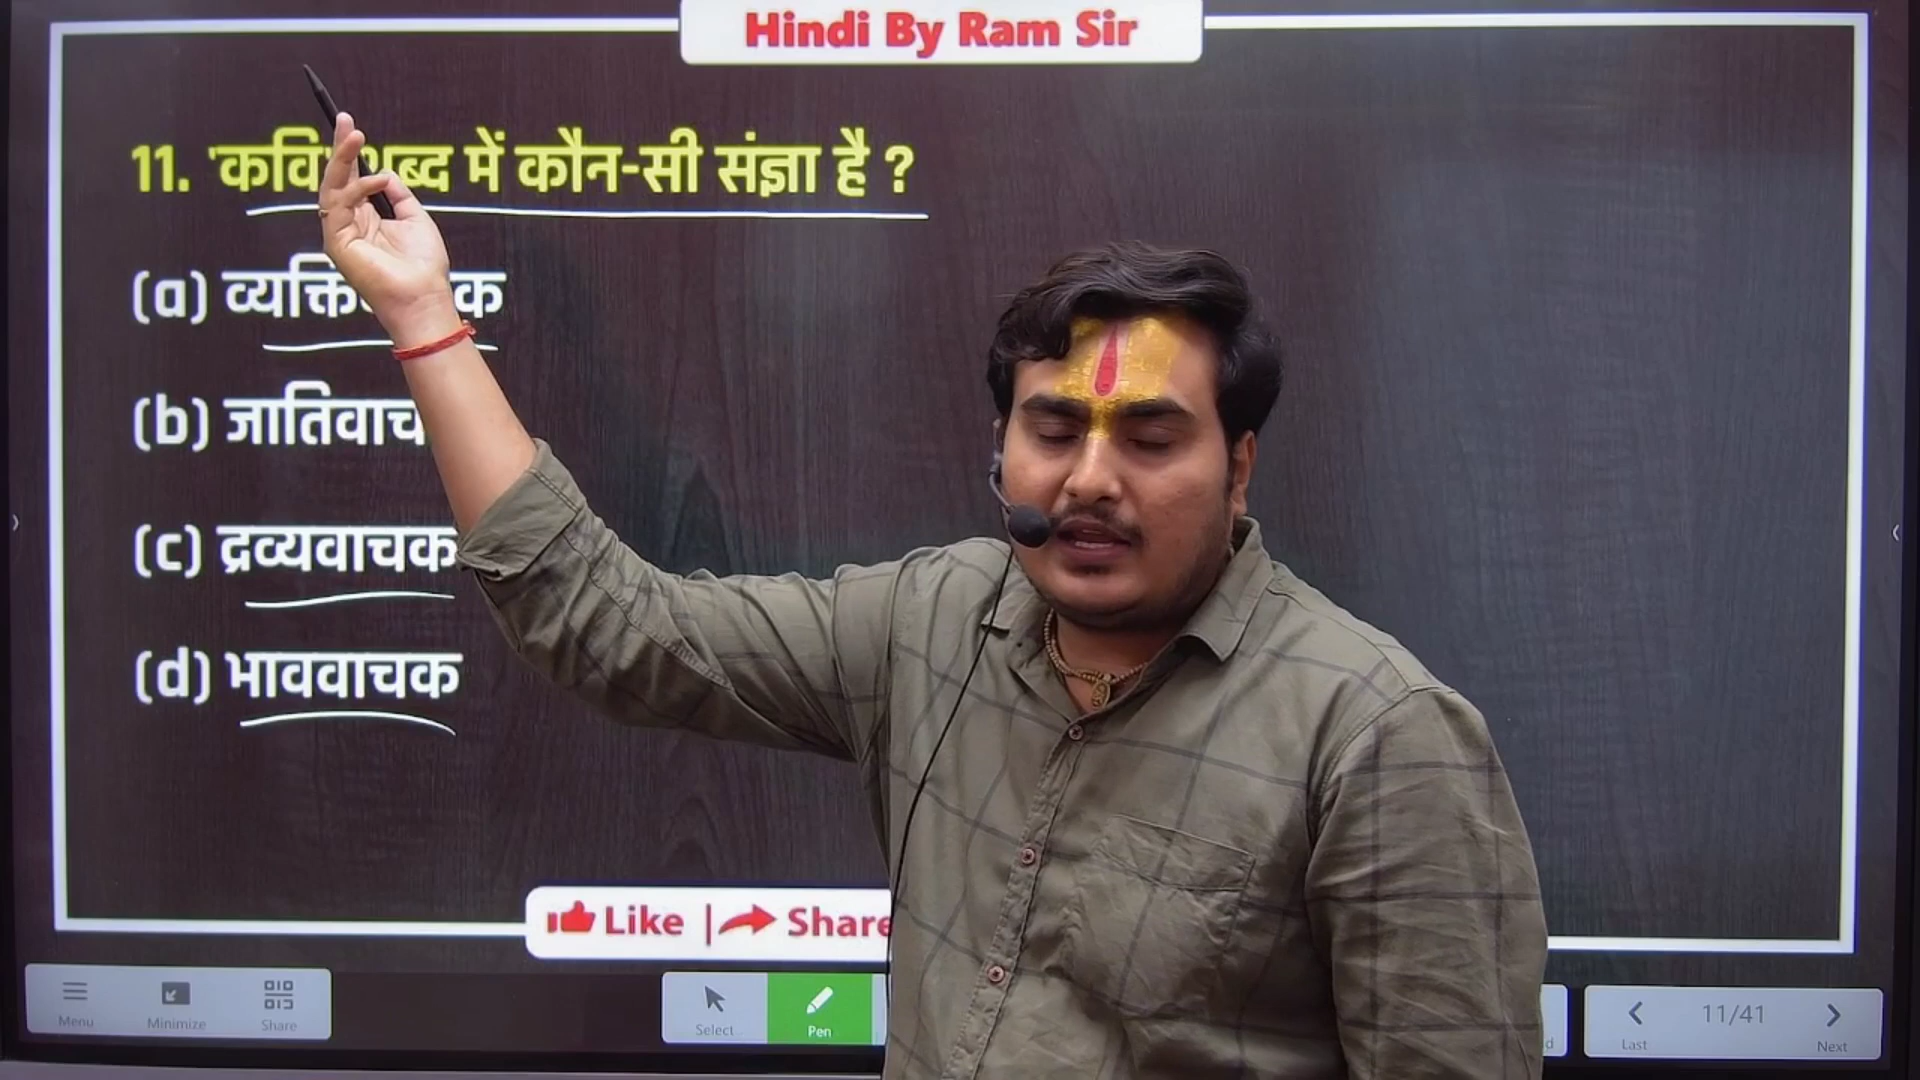 Hindi By Ram Sir
11. 'कवि' शब्द में कौन-सी संज्ञा है ?
(a)
(b)
(c) द्रव्यवाचक
(d) भाववाचक
Like | Share
Menu Minimize Share Select Pen Last 11/41 Next